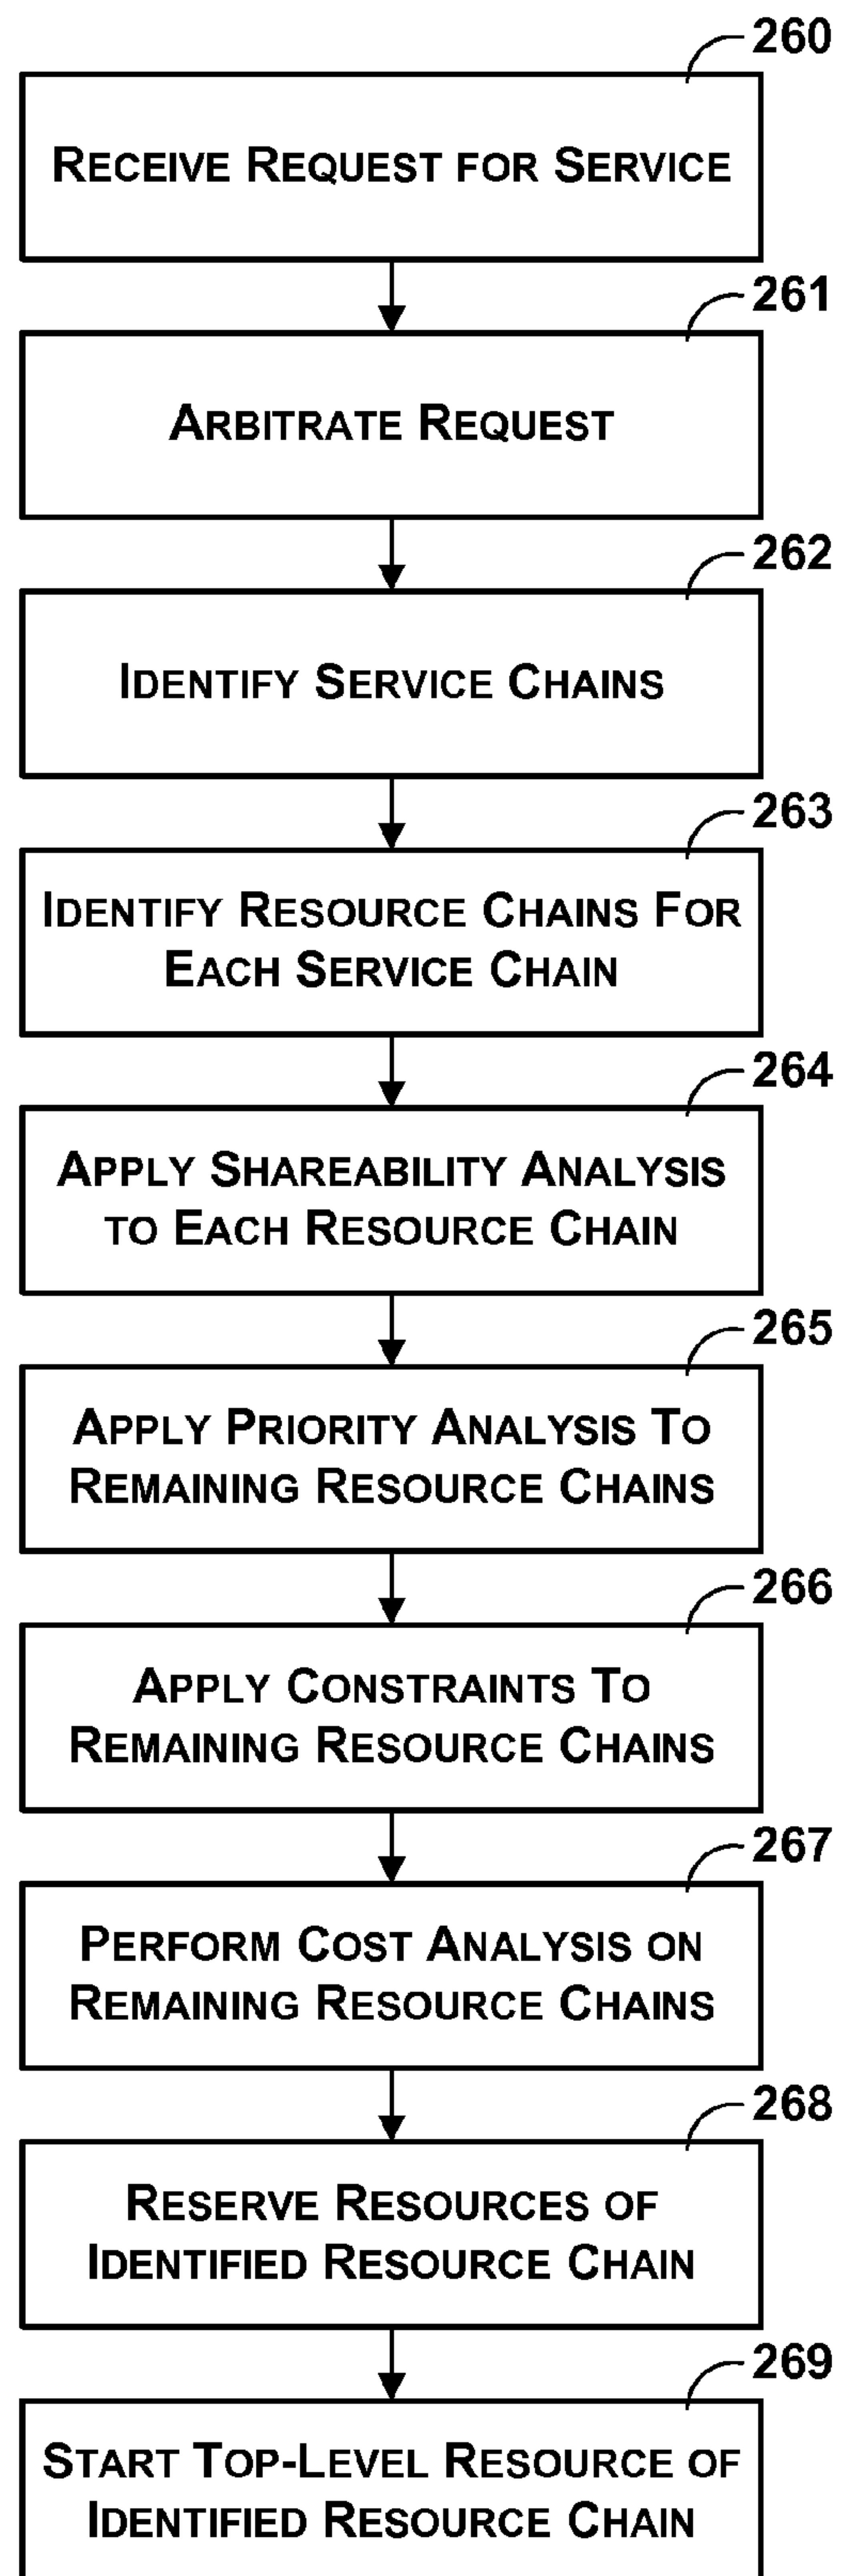 260
RECEIVE REQUEST FOR SERVICE
261
ARBITRATE REQUEST
262
IDENTIFY SERVICE CHAINS
263
IDENTIFY RESOURCE CHAINS FOR
EACH SERVICE CHAIN
264
APPLY SHAREABILITY ANALYSIS
TO EACH RESOURCE CHAIN
265
APPLY PRIORITY ANALYSIS TO
REMAINING RESOURCE CHAINS
266
APPLY CONSTRAINTS TO
REMAINING RESOURCE CHAINS
267
PERFORM COST ANALYSIS ON
REMAINING RESOURCE CHAINS
268
RESERVE RESOURCES OF
IDENTIFIED RESOURCE CHAIN
269
START TOP-LEVEL RESOURCE OF
IDENTIFIED RESOURCE CHAIN